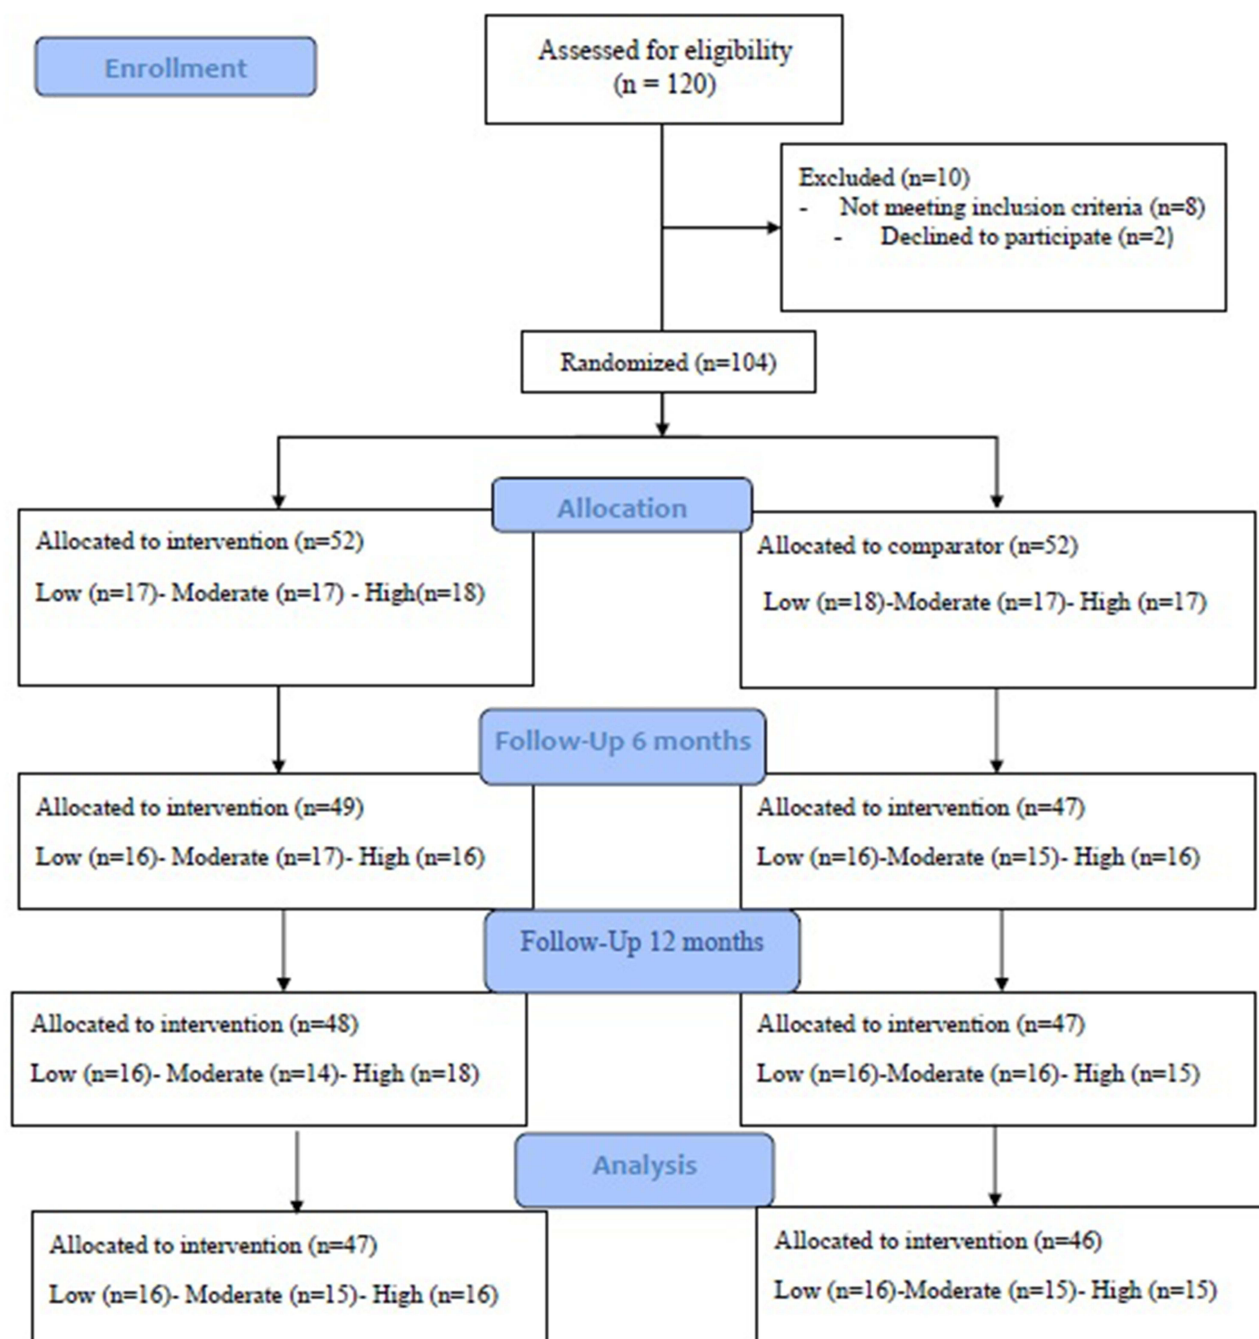 Enrollment
Assessed for eligibility
(n = 120)
Excluded (n=10)
- Not meeting inclusion criteria (n=8)
- Declined to participate (n=2)
Randomized (n=104)
Allocation
Allocated to intervention (n=52)
Low (n=17)- Moderate (n=17) - High(n=18)
Allocated to comparator (n=52)
Low (n=18)-Moderate (n=17)- High (n=17)
Follow-Up 6 months
Allocated to intervention (n=49)
Low (n=16)- Moderate (n=17)- High (n=16)
Allocated to intervention (n=47)
Low (n=16)-Moderate (n=15)- High (n=16)
Follow-Up 12 months
Allocated to intervention (n=48)
Low (n=16)- Moderate (n=14)- High (n=18)
Allocated to intervention (n=47)
Low (n=16)-Moderate (n=16)- High (n=15)
Analysis
Allocated to intervention (n=47)
Low (n=16)- Moderate (n=15)- High (n=16)
Allocated to intervention (n=46)
Low (n=16)-Moderate (n=15)- High (n=15)